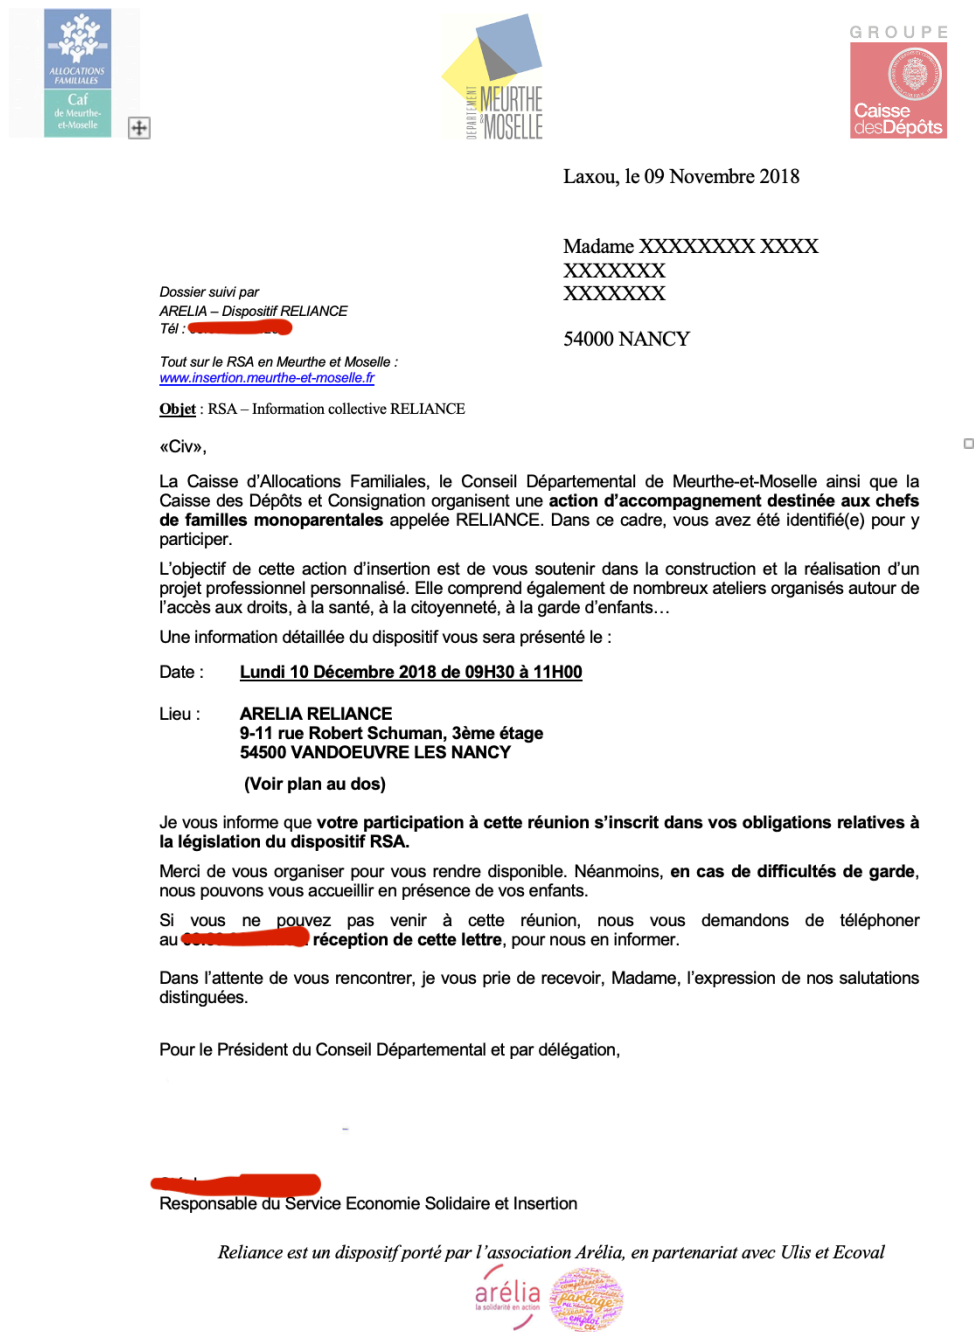 ALLOCATIONS
FAMILIALES
Caf
de Meurthe-
et-Moselle
DEPARTEMENT
MEURTHE
& MOSELLE
GROUPE
Caisse
desDépôts
Laxou, le 09 Novembre 2018
Madame XXXXXXXX XXXX
XXXXXXX
XXXXXXX
54000 NANCY
Dossier suivi par
ARELIA – Dispositif RELIANCE
Tél :
Tout sur le RSA en Meurthe et Moselle :
www.insertion.meurthe-et-moselle.fr
Objet : RSA – Information collective RELIANCE
«Civ»,
La Caisse d’Allocations Familiales, le Conseil Départemental de Meurthe-et-Moselle ainsi que la
Caisse des Dépôts et Consignation organisent une action d’accompagnement destinée aux chefs
de familles monoparentales appelée RELIANCE. Dans ce cadre, vous avez été identifié(e) pour y
participer.
L’objectif de cette action d’insertion est de vous soutenir dans la construction et la réalisation d’un
projet professionnel personnalisé. Elle comprend également de nombreux ateliers organisés autour de
l’accès aux droits, à la santé, à la citoyenneté, à la garde d’enfants…
Une information détaillée du dispositif vous sera présenté le :
Date : Lundi 10 Décembre 2018 de 09H30 à 11H00
Lieu : ARELIA RELIANCE
9-11 rue Robert Schuman, 3ème étage
54500 VANDOEUVRE LES NANCY
(Voir plan au dos)
Je vous informe que votre participation à cette réunion s’inscrit dans vos obligations relatives à
la législation du dispositif RSA.
Merci de vous organiser pour vous rendre disponible. Néanmoins, en cas de difficultés de garde,
nous pouvons vous accueillir en présence de vos enfants.
Si vous ne pouvez pas venir à cette réunion, nous vous demandons de téléphoner
au réception de cette lettre, pour nous en informer.
Dans l’attente de vous rencontrer, je vous prie de recevoir, Madame, l’expression de nos salutations
distinguées.
Pour le Président du Conseil Départemental et par délégation,
Responsable du Service Economie Solidaire et Insertion
Reliance est un dispositf porté par l’association Arélia, en partenariat avec Ulis et Ecoval
arélia
la solidarité en action
compétence
partage
emploi